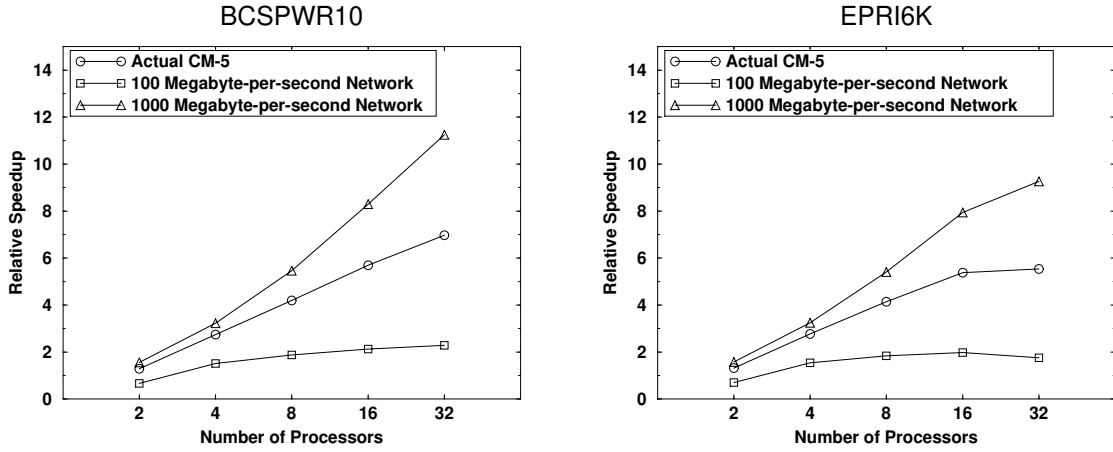 BCSPWR10
Actual CM-5
100 Megabyte-per-second Network
1000 Megabyte-per-second Network
Relative Speedup
14
12
10
8
6
4
2
0
2 4 8 16 32
Number of Processors
EPRI6K
Actual CM-5
100 Megabyte-per-second Network
1000 Megabyte-per-second Network
Relative Speedup
14
12
10
8
6
4
2
0
2 4 8 16 32
Number of Processors